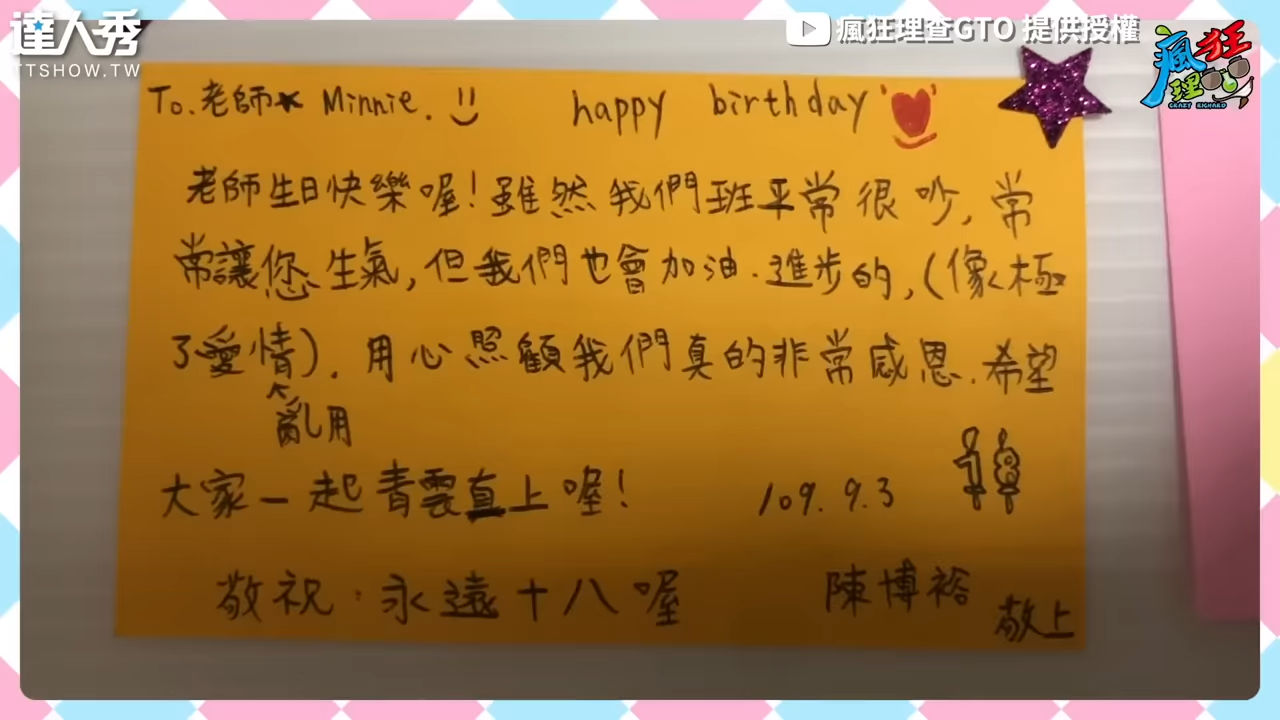 達人秀
TTSHOW.TW
瘋狂理查GTO 提供授權
瘋狂理查
CRAZY RICHARD
To.老師★ Minnie. happy birthday
老師生日快樂喔!雖然我們班平常很吵,常
常讓您生氣,但我們也會加油.進步的,(像極
了愛情).用心照顧我們真的非常感恩.希望
亂用
大家一起青雲直上喔! 109.9.3 18
敬祝:永遠十八喔 陳博裕
敬上